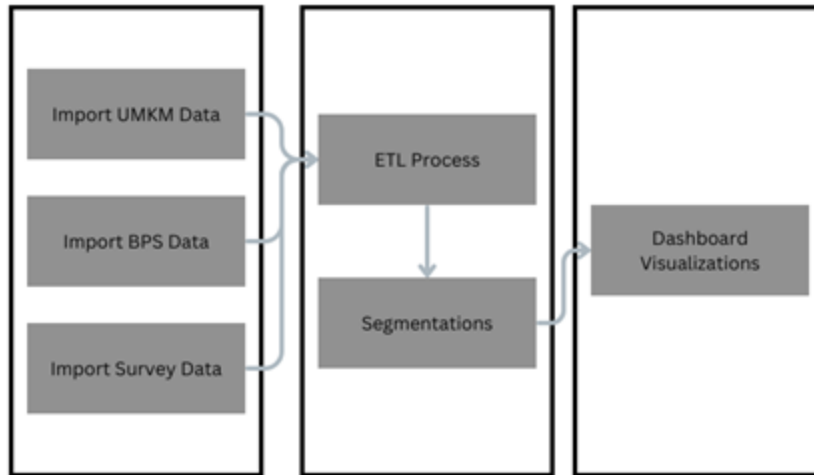 Import UMKM Data
Import BPS Data
Import Survey Data
ETL Process
Segmentations
Dashboard
Visualizations